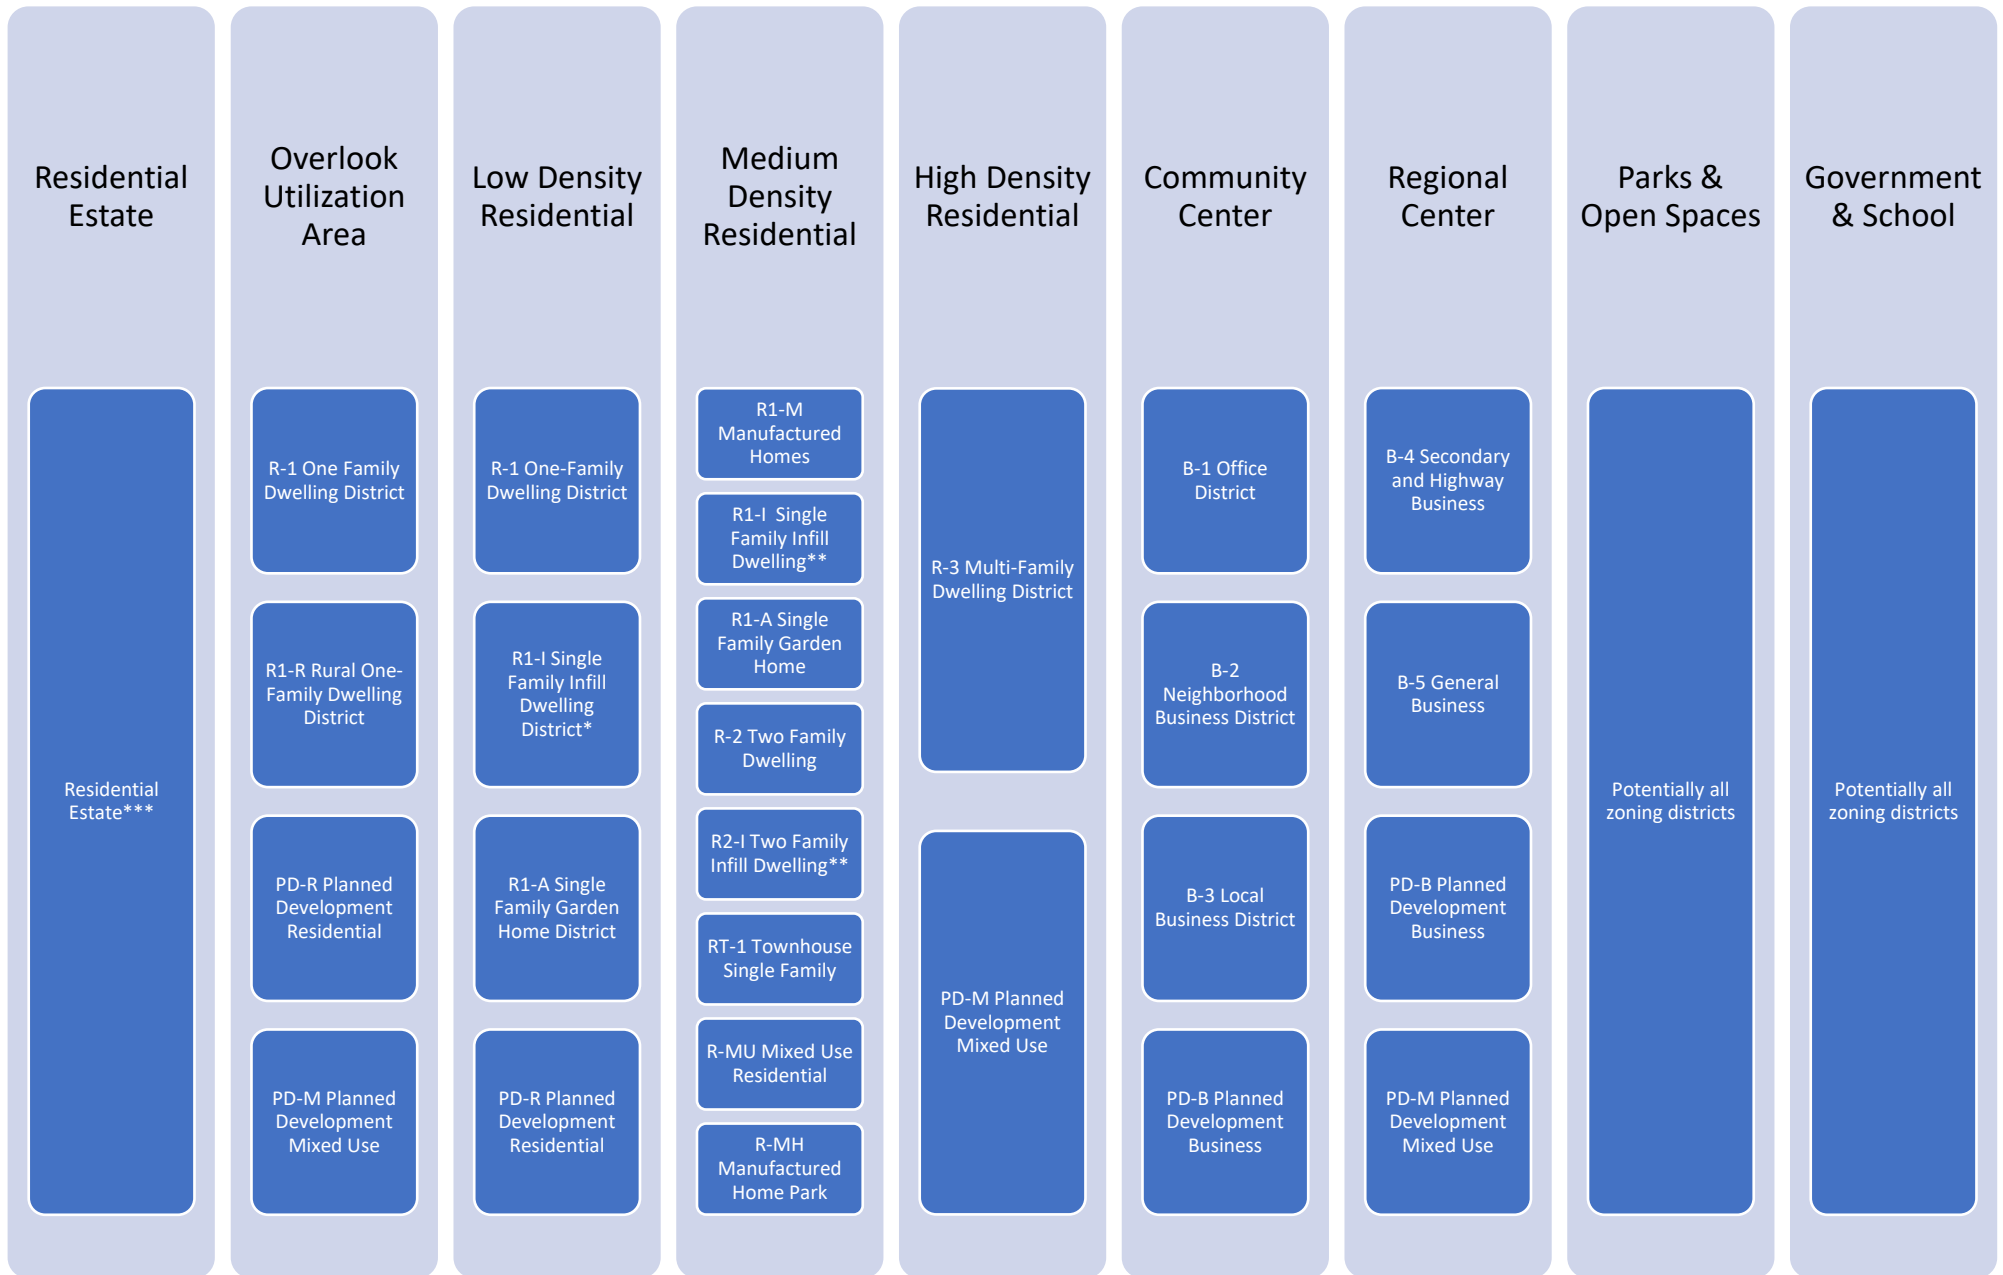 Residential
Estate
Residential
Estate***
Overlook
Utilization
Area
R-1 One Family
Dwelling District
R1-R Rural One-
Family Dwelling
District
PD-R Planned
Development
Residential
PD-M Planned
Development
Mixed Use
Low Density
Residential
R-1 One-Family
Dwelling District
R1-I Single
Family Infill
Dwelling
District*
R1-A Single
Family Garden
Home District
PD-R Planned
Development
Residential
Medium
Density
Residential
R1-M
Manufactured
Homes
R1-I  Single
Family Infill
Dwelling**
R1-A Single
Family Garden
Home
R-2 Two Family
Dwelling
R2-I Two Family
Infill Dwelling**
RT-1 Townhouse
Single Family
R-MU Mixed Use
Residential
R-MH
Manufactured
Home Park
High Density
Residential
R-3 Multi-Family
Dwelling District
PD-M Planned
Development
Mixed Use
Community
Center
B-1 Office
District
B-2
Neighborhood
Business District
B-3 Local
Business District
PD-B Planned
Development
Business
Regional
Center
B-4 Secondary
and Highway
Business
B-5 General
Business
PD-B Planned
Development
Business
PD-M Planned
Development
Mixed Use
Parks &
Open Spaces
Potentially all
zoning districts
Government
& School
Potentially all
zoning districts